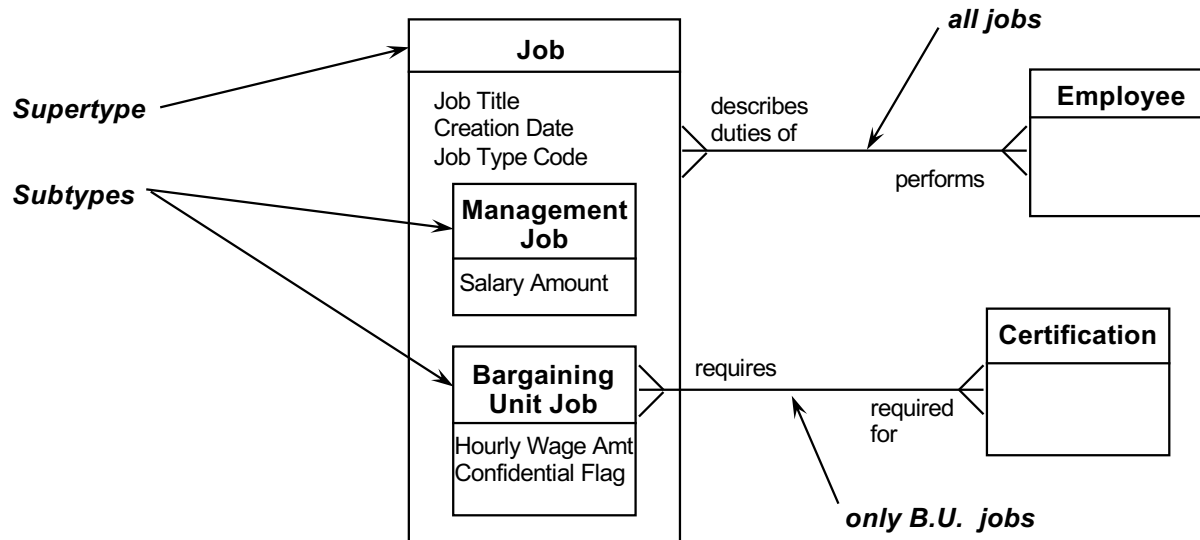 all jobs
Job
Employee
Supertype
Job Title
Creation Date
Job Type Code
describes
duties of
performs
Subtypes
Management
Job
Salary Amount
Certification
Bargaining
Unit Job
requires
required
for
Hourly Wage Amt
Confidential Flag
only B.U. jobs